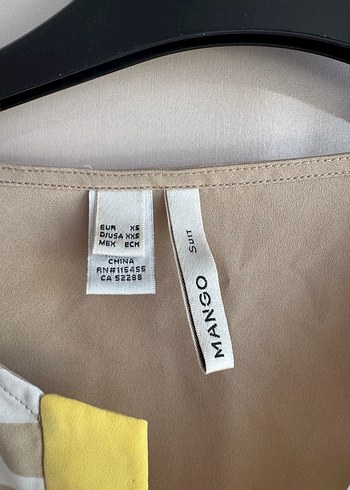 EUR XS
D/USA XXS
MEX ECH
CHINA
RN#115455
CA 52288
MANGO Suit